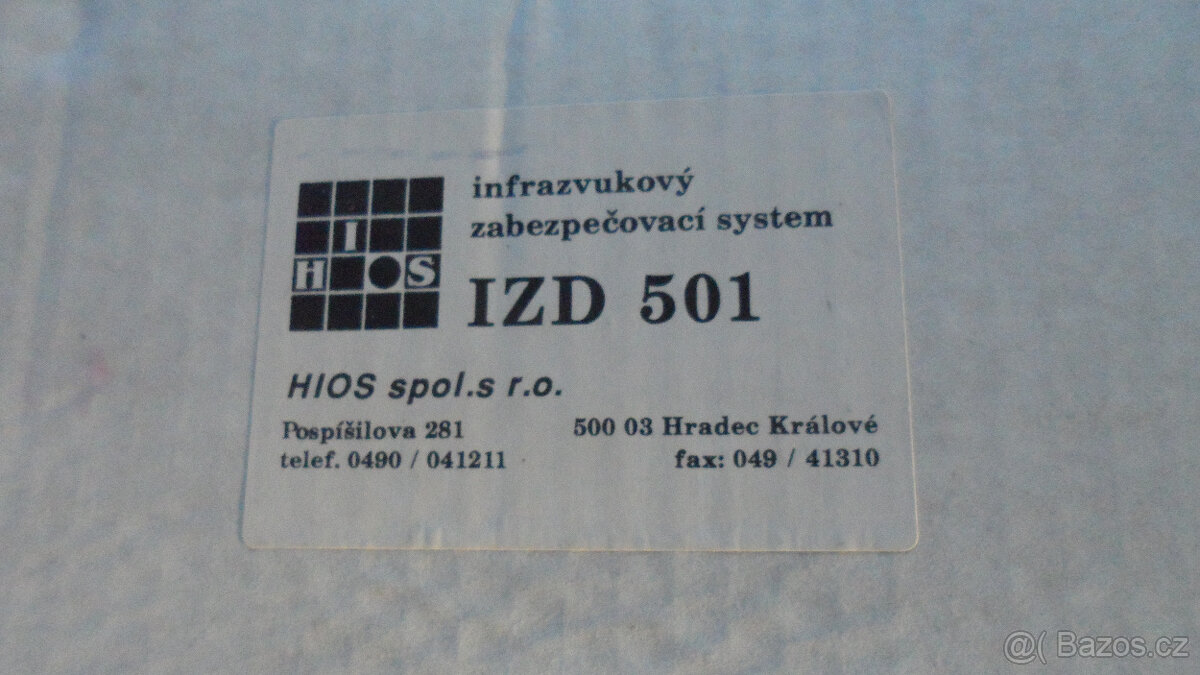 infrazvukový
zabezpečovací system
IZD 501
I
H O S
HIOS spol.s r.o.
Pospíšilova 281
500 03 Hradec Králové
telef. 0490 / 041211
fax: 049 / 41310
@( Bazos.cz